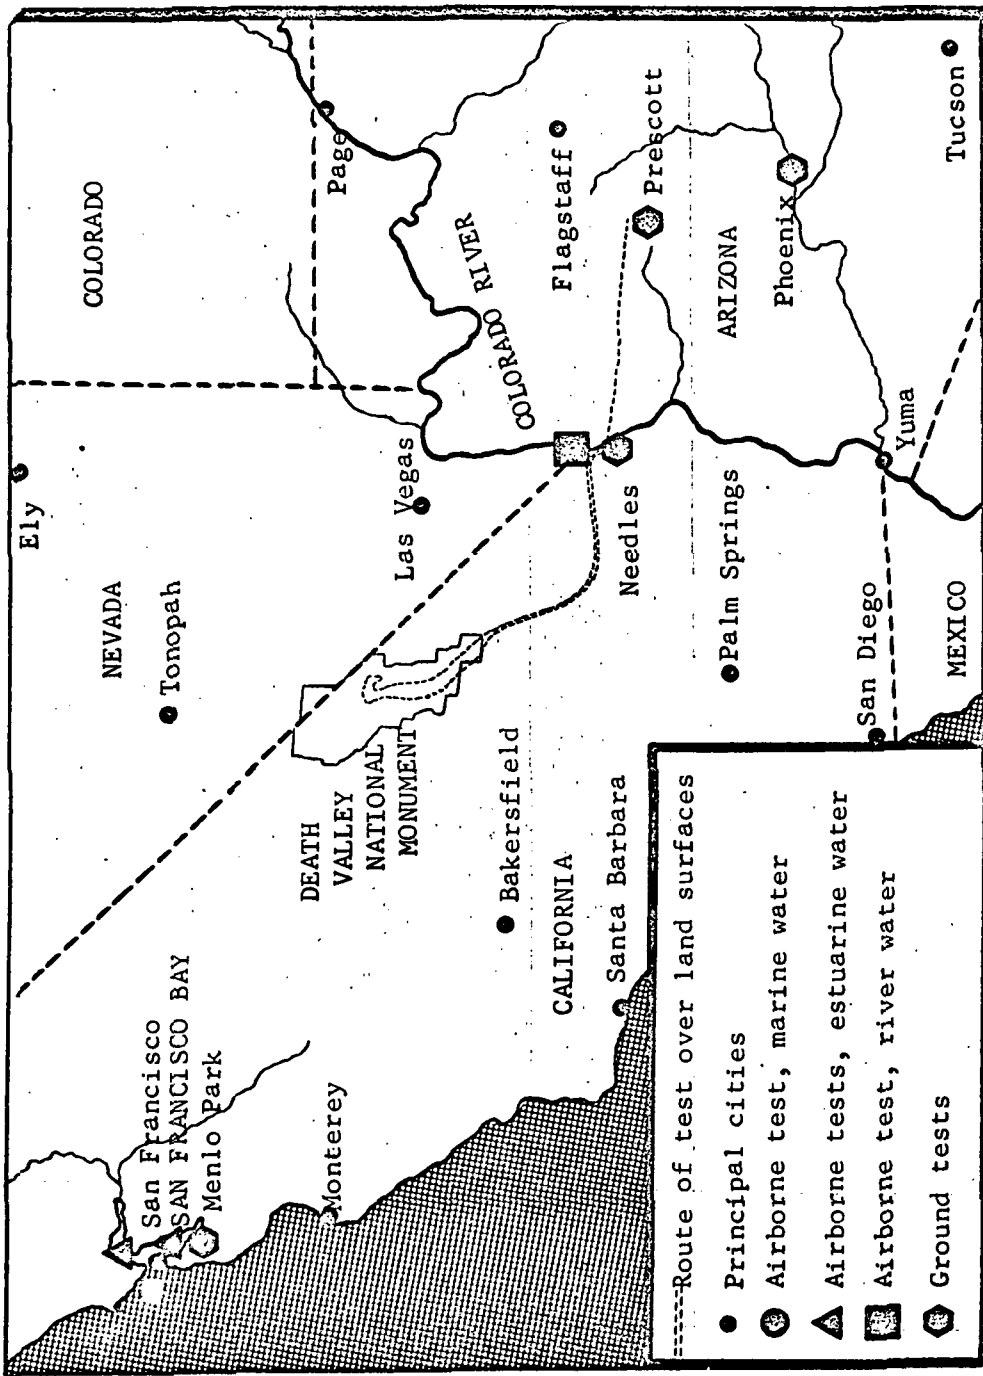 Ely
NEVADA
Tonopah
COLORADO
Page
Las Vegas
COLORADO RIVER
Flagstaff
Prescott
ARIZONA
Phoenix
Tucson
Yuma
Needles
Palm Springs
San Diego
MEXICO
DEATH
VALLEY
NATIONAL
MONUMENT
Bakersfield
CALIFORNIA
Santa Barbara
San Francisco
SAN FRANCISCO BAY
Menlo Park
Monterey
Route of test over land surfaces
Principal cities
Airborne test, marine water
Airborne tests, estuarine water
Airborne test, river water
Ground tests